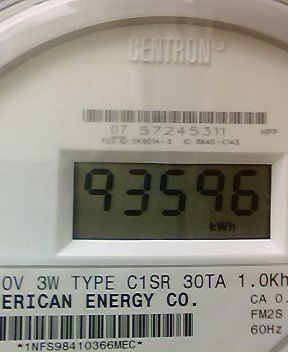 CENTRON
07 57245311 HPP
93596
kWh
0V 3W TYPE C1SR 30TA 1.0Kh
ERICAN ENERGY CO. CA 0.
FM2S
60Hz
*1NFS98410366MEC*